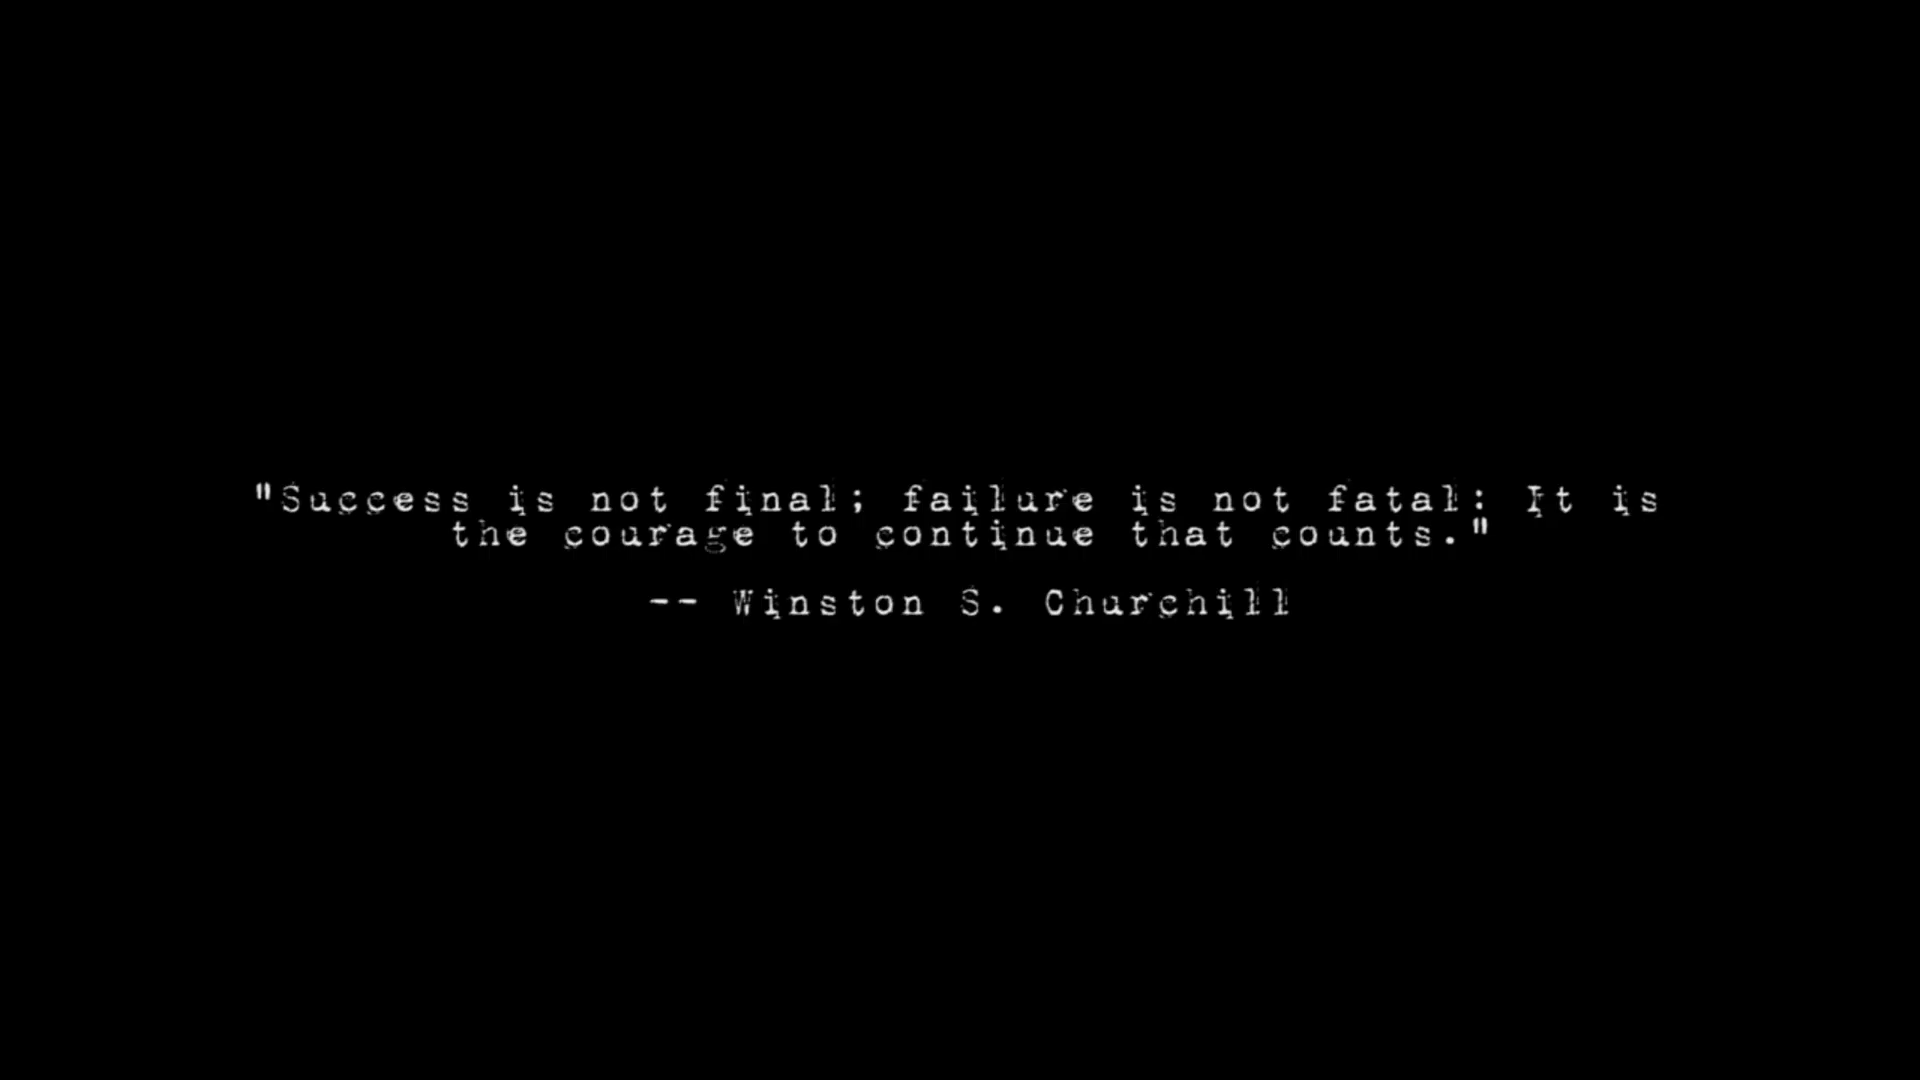 "Success is not final; failure is not fatal: It is
the courage to continue that counts."
-- Winston S. Churchill